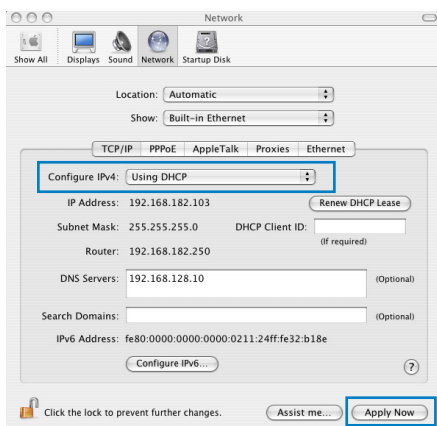 Network
Show All Displays Sound Network Startup Disk
Location: Automatic
Show: Built-in Ethernet
TCP/IP PPPoE AppleTalk Proxies Ethernet
Configure IPv4: Using DHCP
IP Address: 192.168.182.103 Renew DHCP Lease
Subnet Mask: 255.255.255.0 DHCP Client ID:
(If required)
Router: 192.168.182.250
DNS Servers: 192.168.128.10 (Optional)
Search Domains: (Optional)
IPv6 Address: fe80:0000:0000:0000:0211:24ff:fe32:b18e
Configure IPv6... ?
Click the lock to prevent further changes. Assist me... Apply Now